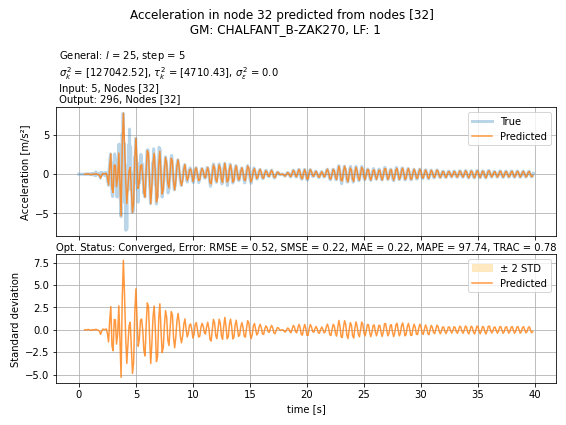 Acceleration in node 32 predicted from nodes [32]
GM: CHALFANT_B-ZAK270, LF: 1
General: l = 25, step = 5
σ²ₖ = [127042.52], τ²ₖ = [4710.43], σ²ₑ = 0.0
Input: 5, Nodes [32]
Output: 296, Nodes [32]
Acceleration [m/s²]
5
0
−5
True
Predicted
Opt. Status: Converged, Error: RMSE = 0.52, SMSE = 0.22, MAE = 0.22, MAPE = 97.74, TRAC = 0.78
Standard deviation
7.5
5.0
2.5
0.0
−2.5
−5.0
± 2 STD
Predicted
0 5 10 15 20 25 30 35 40
time [s]